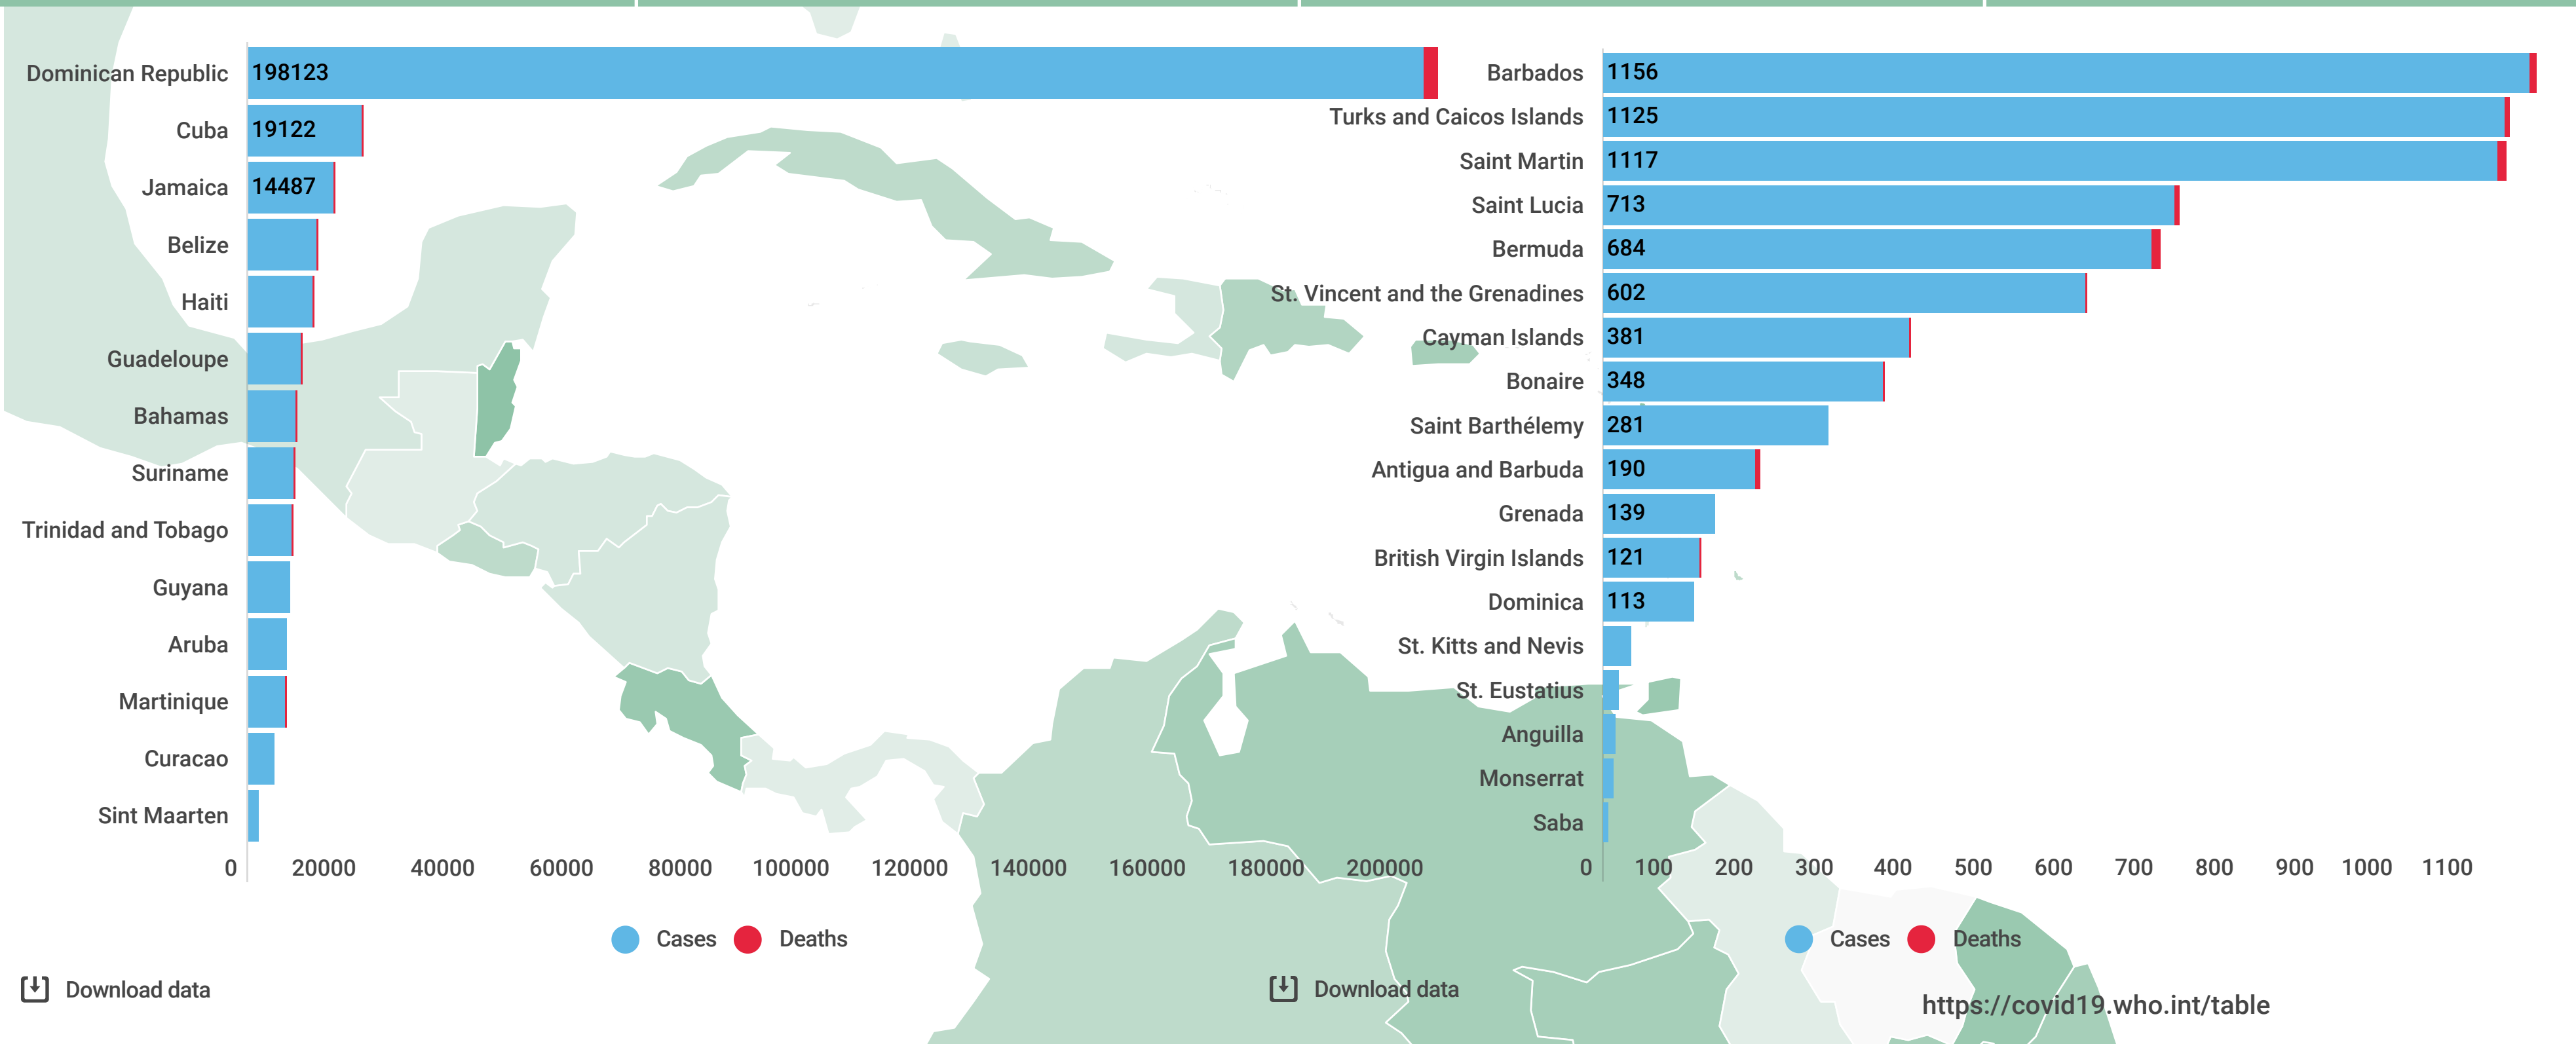 Dominican Republic 198123
Cuba 19122
Jamaica 14487
Belize
Haiti
Guadeloupe
Bahamas
Suriname
Trinidad and Tobago
Guyana
Aruba
Martinique
Curacao
Sint Maarten
0 20000 40000 60000 80000 100000 120000 140000 160000 180000 200000
Cases Deaths
Download data
Barbados 1156
Turks and Caicos Islands 1125
Saint Martin 1117
Saint Lucia 713
Bermuda 684
St. Vincent and the Grenadines 602
Cayman Islands 381
Bonaire 348
Saint Barthélemy 281
Antigua and Barbuda 190
Grenada 139
British Virgin Islands 121
Dominica 113
St. Kitts and Nevis
St. Eustatius
Anguilla
Monserrat
Saba
0 100 200 300 400 500 600 700 800 900 1000 1100
Cases Deaths
Download data
https://covid19.who.int/table